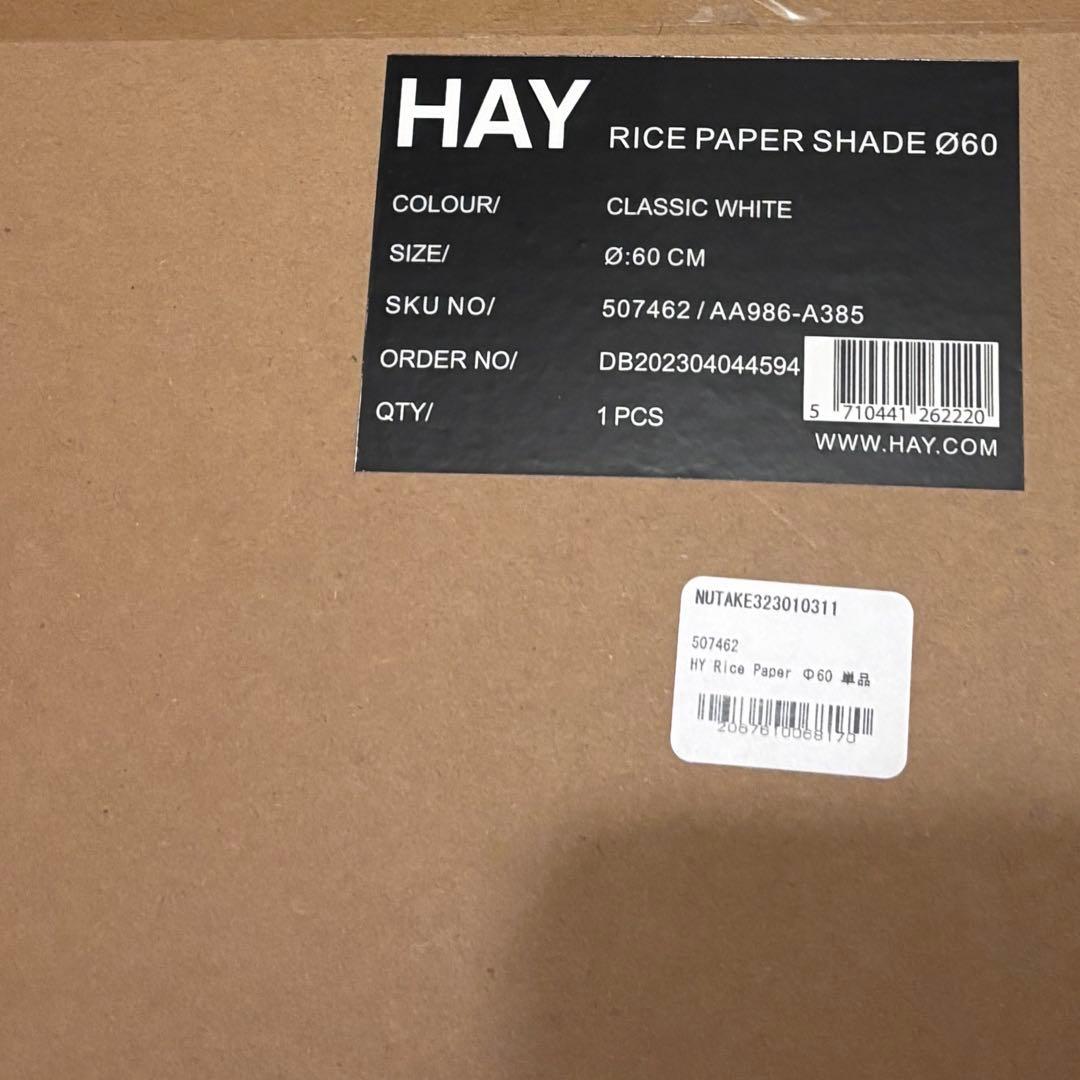 HAY RICE PAPER SHADE Ø60
COLOUR/ CLASSIC WHITE
SIZE/ Ø:60 CM
SKU NO/ 507462 / AA986-A385
ORDER NO/ DB202304044594
QTY/ 1 PCS
5 710441 262220
WWW.HAY.COM
NUTAKE323010311
507462
HY Rice Paper Φ60 単品
2067610068170